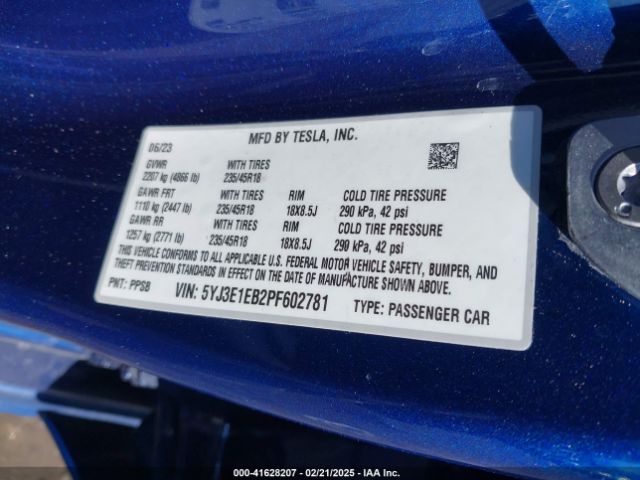 MFD BY TESLA, INC.
06/23
GVWR WITH TIRES
2207 kg (4866 lb) 235/45R18
GAWR FRT WITH TIRES RIM COLD TIRE PRESSURE
1110 kg (2447 lb) 235/45R18 18X8.5J 290 kPa, 42 psi
GAWR RR WITH TIRES RIM COLD TIRE PRESSURE
1257 kg (2771 lb) 235/45R18 18X8.5J 290 kPa, 42 psi
THIS VEHICLE CONFORMS TO ALL APPLICABLE U.S. FEDERAL MOTOR VEHICLE SAFETY, BUMPER, AND
THEFT PREVENTION STANDARDS IN EFFECT ON THE DATE OF MANUFACTURE SHOWN ABOVE.
PNT: PPSB VIN: 5YJ3E1EB2PF602781 TYPE: PASSENGER CAR
000-41628207 - 02/21/2025 - IAA Inc.